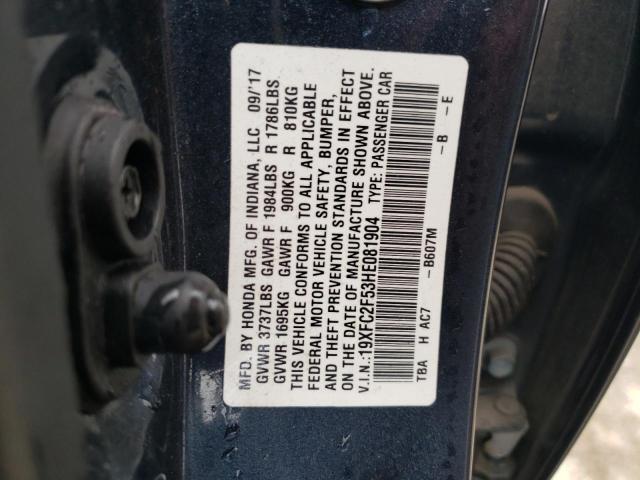 MFD. BY HONDA MFG. OF INDIANA, LLC 09/'17
GVWR 3737LBS GAWR F 1984LBS R 1786LBS
GVWR 1695KG GAWR F 900KG R 810KG
THIS VEHICLE CONFORMS TO ALL APPLICABLE
FEDERAL MOTOR VEHICLE SAFETY, BUMPER,
AND THEFT PREVENTION STANDARDS IN EFFECT
ON THE DATE OF MANUFACTURE SHOWN ABOVE.
V.I.N.:19XFC2F53HE081904 TYPE: PASSENGER CAR
TBA H AC7 -B607M -B -E